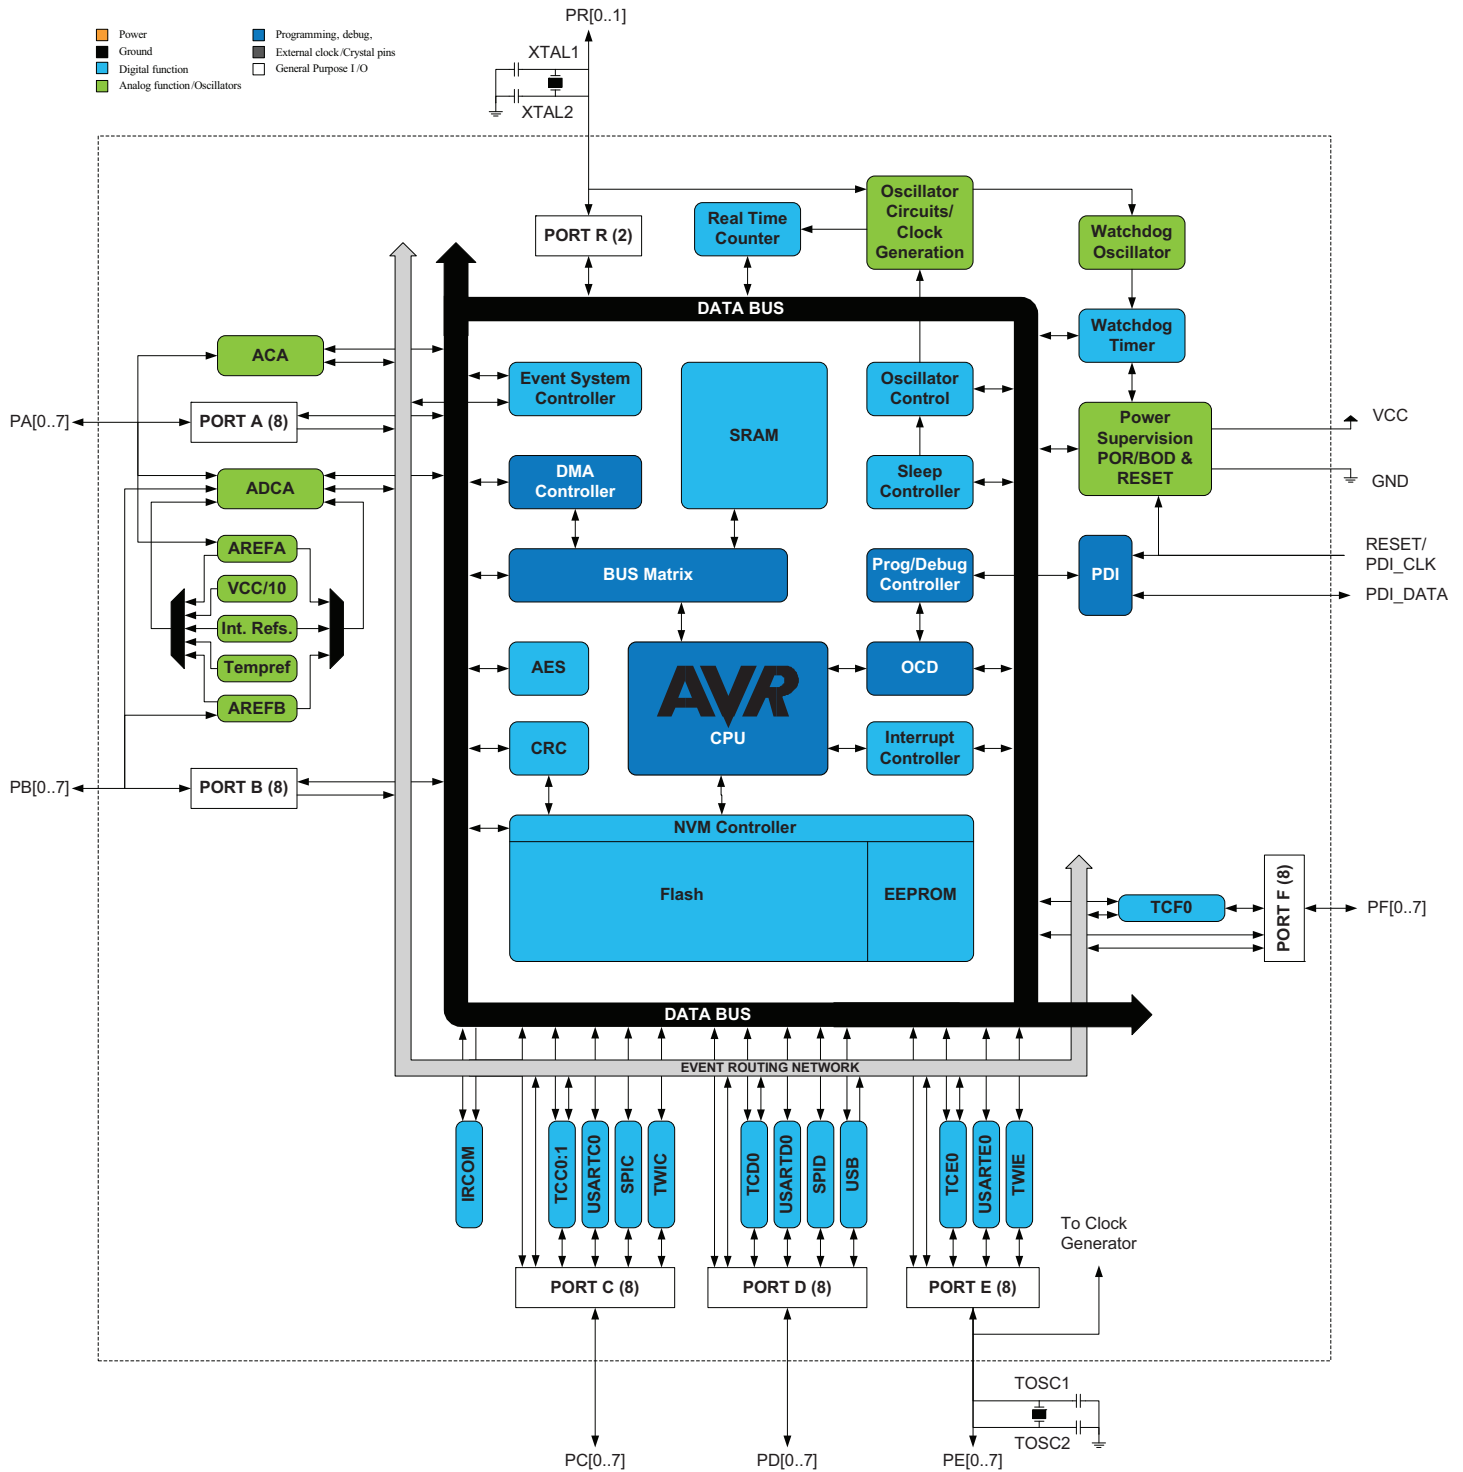 PR[0..1]
Power
Ground
Digital function
Analog function/Oscillators
Programming, debug,
External clock/Crystal pins
General Purpose I/O
XTAL1
XTAL2
PORT R (2)
Real Time
Counter
Oscillator
Circuits/
Clock
Generation
Watchdog
Oscillator
DATA BUS
Watchdog
Timer
ACA
Event System
Controller
SRAM
Oscillator
Control
Power
Supervision
POR/BOD &
RESET
VCC
PA[0..7]
PORT A (8)
ADCA
DMA
Controller
Sleep
Controller
GND
AREFA
VCC/10
Int. Refs.
Tempref
AREFB
BUS Matrix
Prog/Debug
Controller
PDI
RESET/
PDI_CLK
PDI_DATA
AES
AVR
CPU
OCD
CRC
Interrupt
Controller
PB[0..7]
PORT B (8)
NVM Controller
Flash
EEPROM
TCF0
PORT F (8)
PF[0..7]
DATA BUS
EVENT ROUTING NETWORK
IRCOM
TCC0:1
USARTC0
SPIC
TWIC
TCD0
USARTD0
SPID
USB
TCE0
USARTE0
TWIE
To Clock
Generator
PORT C (8)
PORT D (8)
PORT E (8)
TOSC1
TOSC2
PC[0..7]
PD[0..7]
PE[0..7]